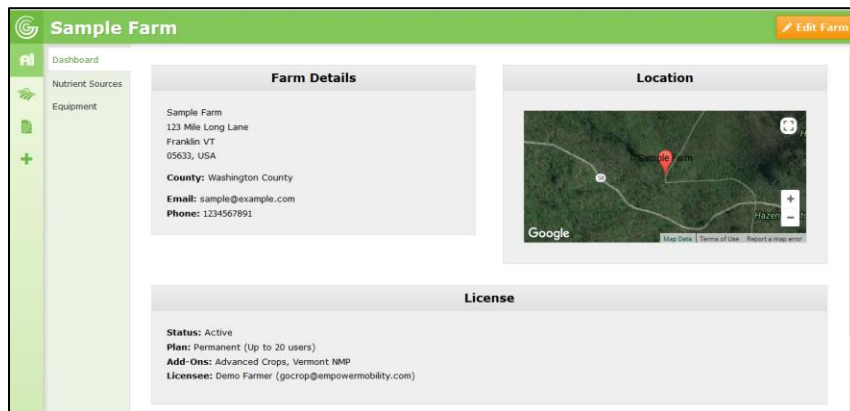 Sample Farm
Edit Farm
Dashboard
Nutrient Sources
Equipment
Farm Details
Sample Farm
123 Mile Long Lane
Franklin VT
05633, USA
County: Washington County
Email: sample@example.com
Phone: 1234567891
Location
Sample Farm
Hazen
Google
Map Data
Terms of Use
Report a map error
License
Status: Active
Plan: Permanent (Up to 20 users)
Add-Ons: Advanced Crops, Vermont NMP
Licensee: Demo Farmer (gocrop@empowermobility.com)